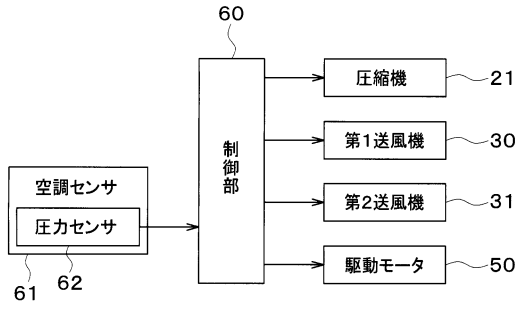 60
圧縮機
21
制御部
第1送風機
30
空調センサ
圧力センサ
第2送風機
31
61
62
駆動モータ
50